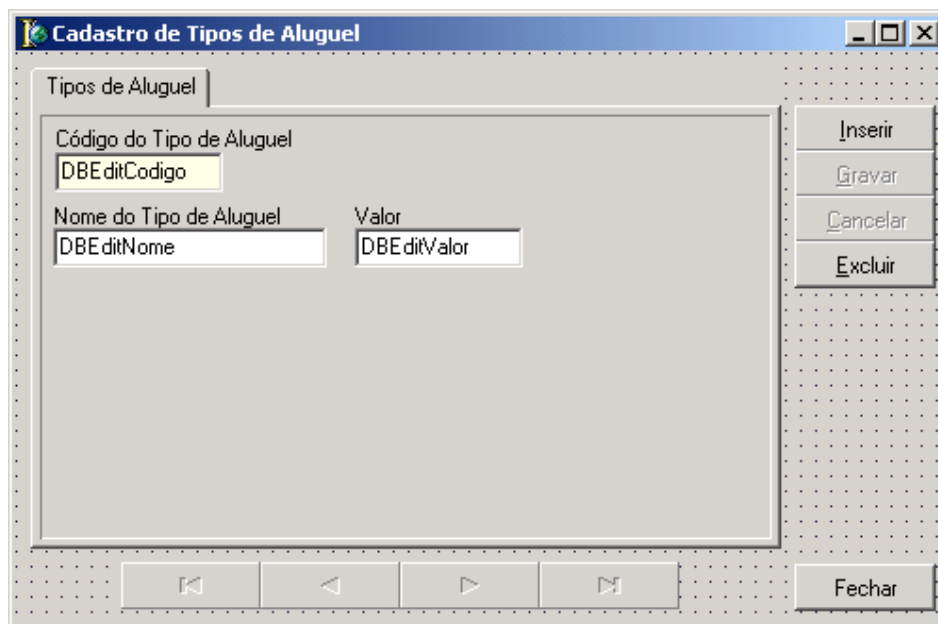 Cadastro de Tipos de Aluguel
Tipos de Aluguel
Código do Tipo de Aluguel
DBEditCodigo
Nome do Tipo de Aluguel Valor
DBEditNome DBEditValor
Inserir
Gravar
Cancelar
Excluir
Fechar